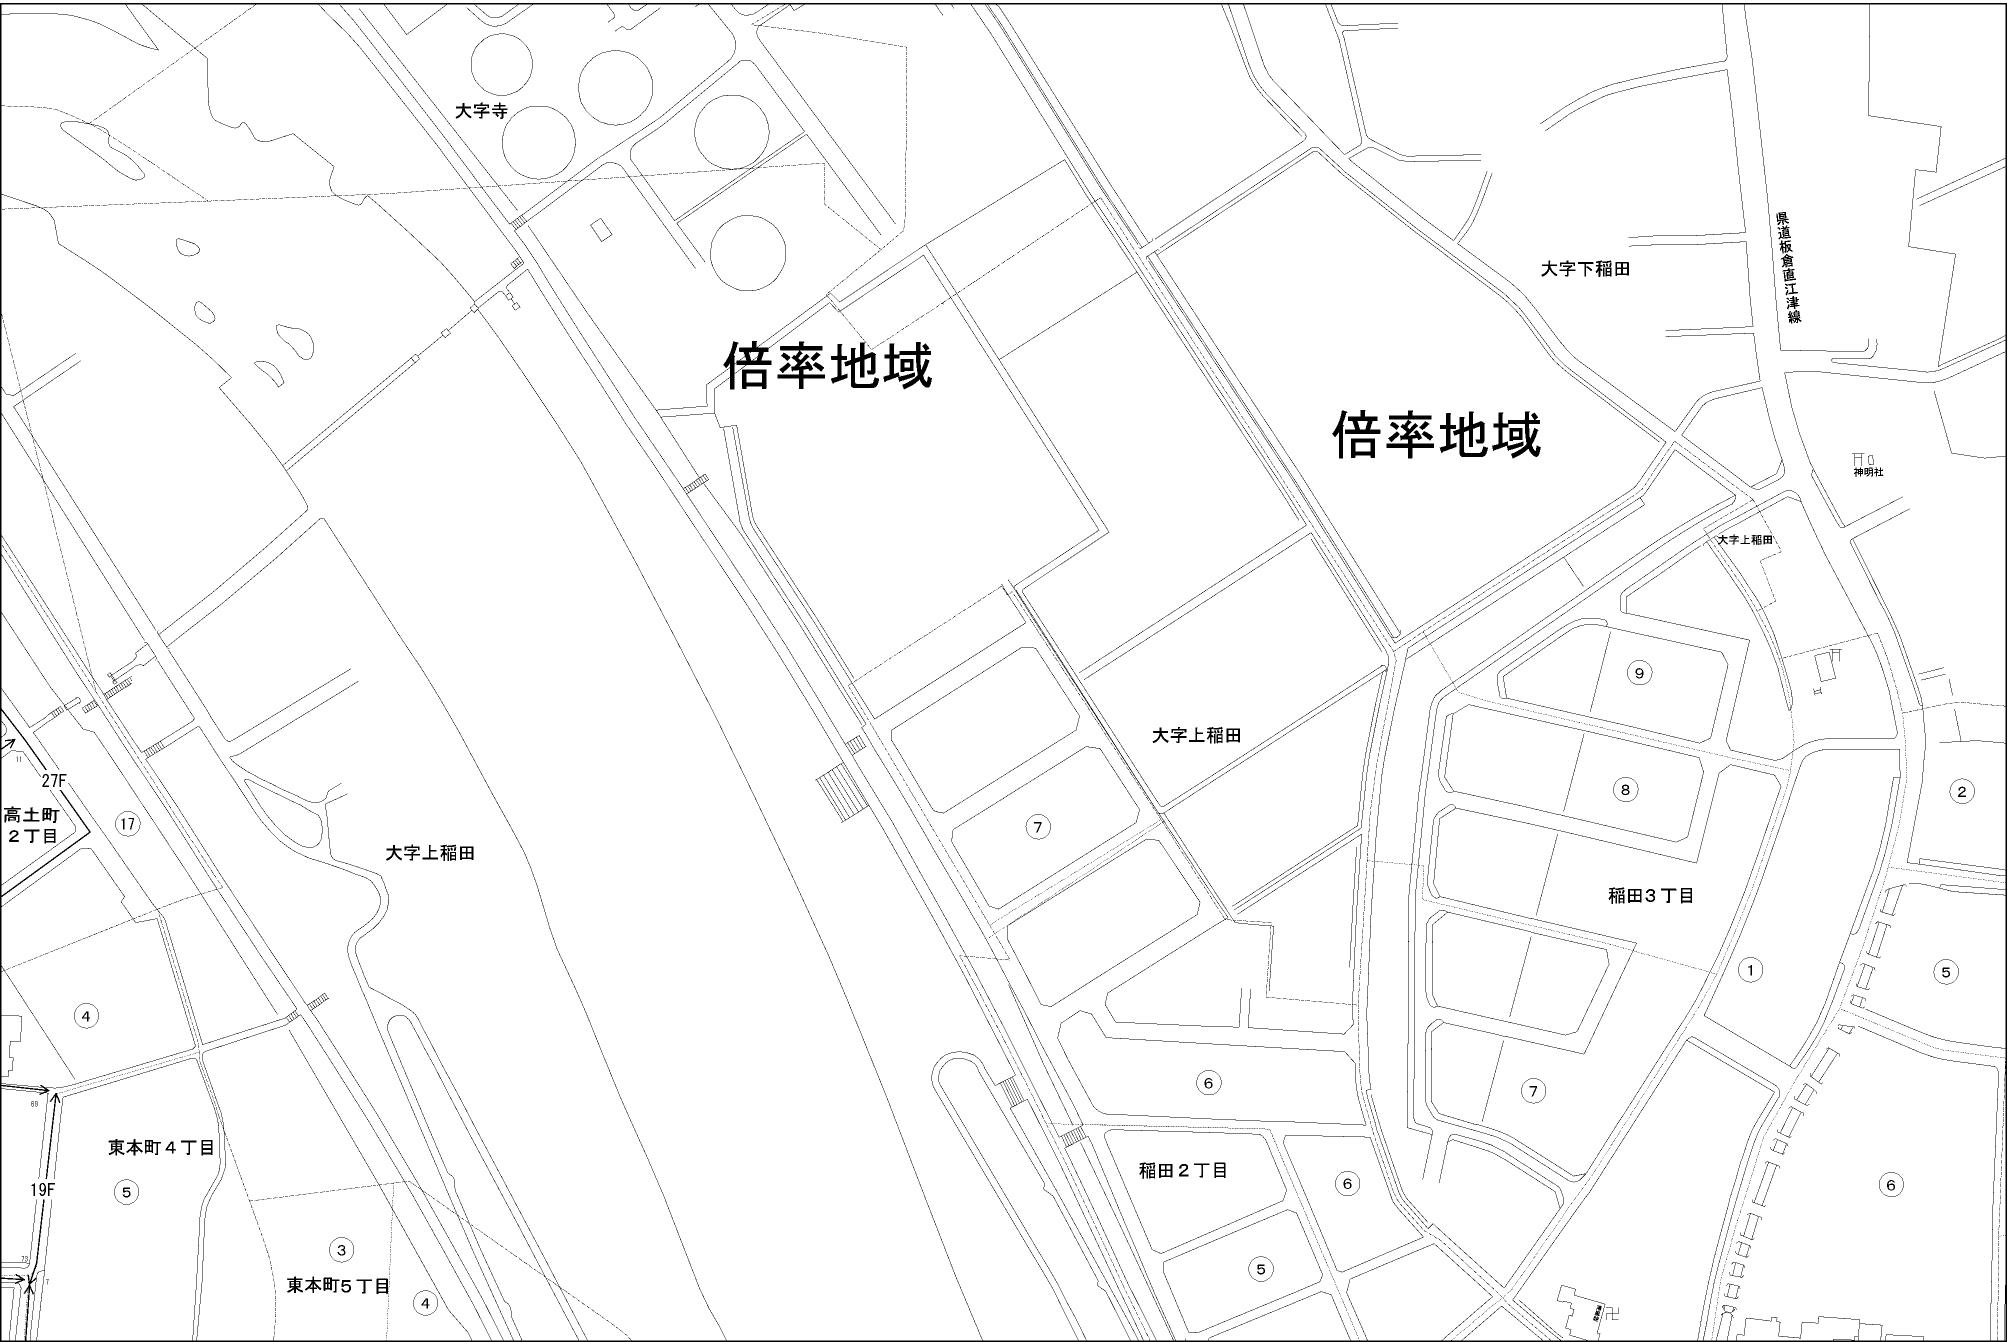 大字寺
大字下稲田
県道板倉直江津線
倍率地域
倍率地域
神明社
大字上稲田
9
大字上稲田
11
27F
高土町
2丁目
17
8
2
7
大字上稲田
稲田3丁目
1
5
4
6
7
69
東本町4丁目
稲田2丁目
19F
5
6
6
3
73
7
5
東本町5丁目
4